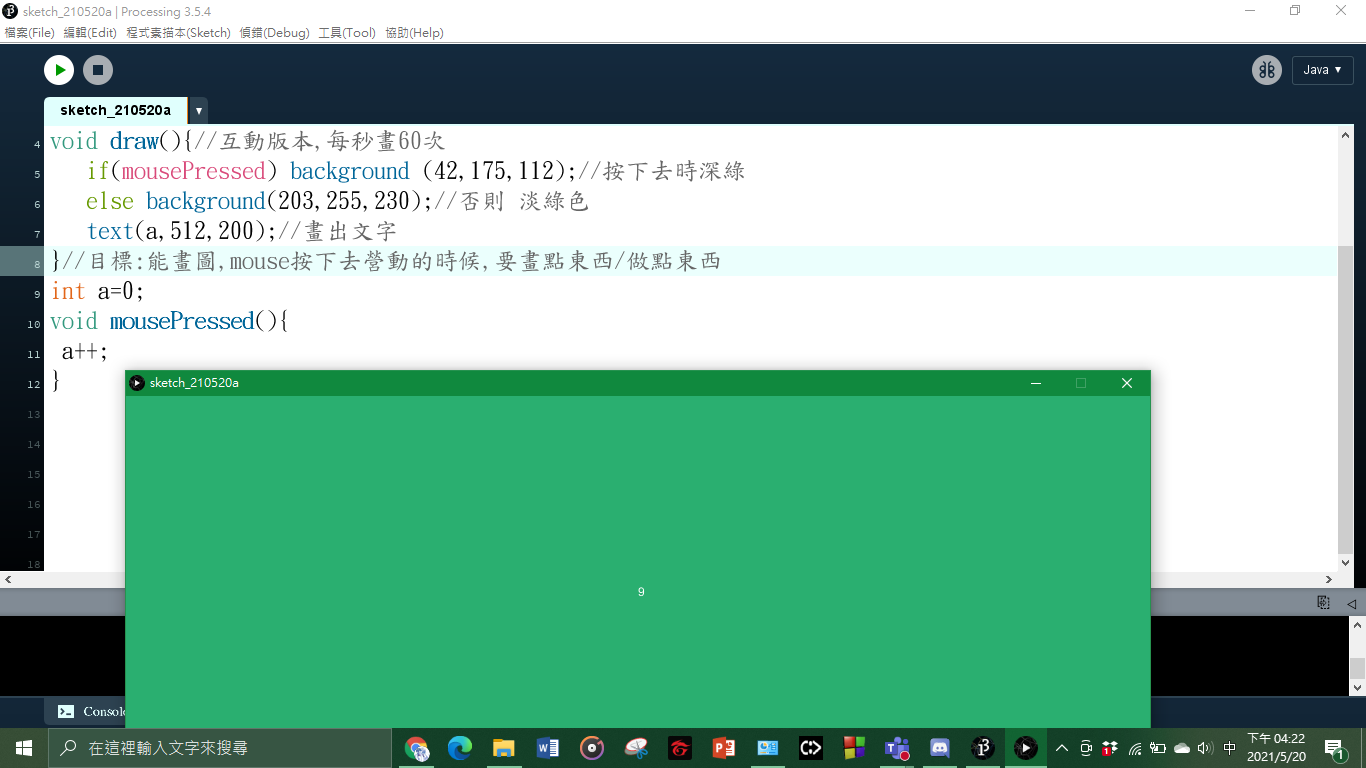 sketch_210520a | Processing 3.5.4
檔案(File) 編輯(Edit) 程式素描本(Sketch) 偵錯(Debug) 工具(Tool) 協助(Help)
Java ▼
sketch_210520a ▼
4 void draw(){//互動版本,每秒畫60次
5 if(mousePressed) background (42,175,112);//按下去時深綠
6 else background(203,255,230);//否則 淡綠色
7 text(a,512,200);//畫出文字
8 }//目標:能畫圖,mouse按下去營動的時候,要畫點東西/做點東西
9 int a=0;
10 void mousePressed(){
11 a++;
12 }
13
14
15
16
17
18
sketch_210520a
9
Console
在這裡輸入文字來搜尋
中
下午 04:22
2021/5/20
1